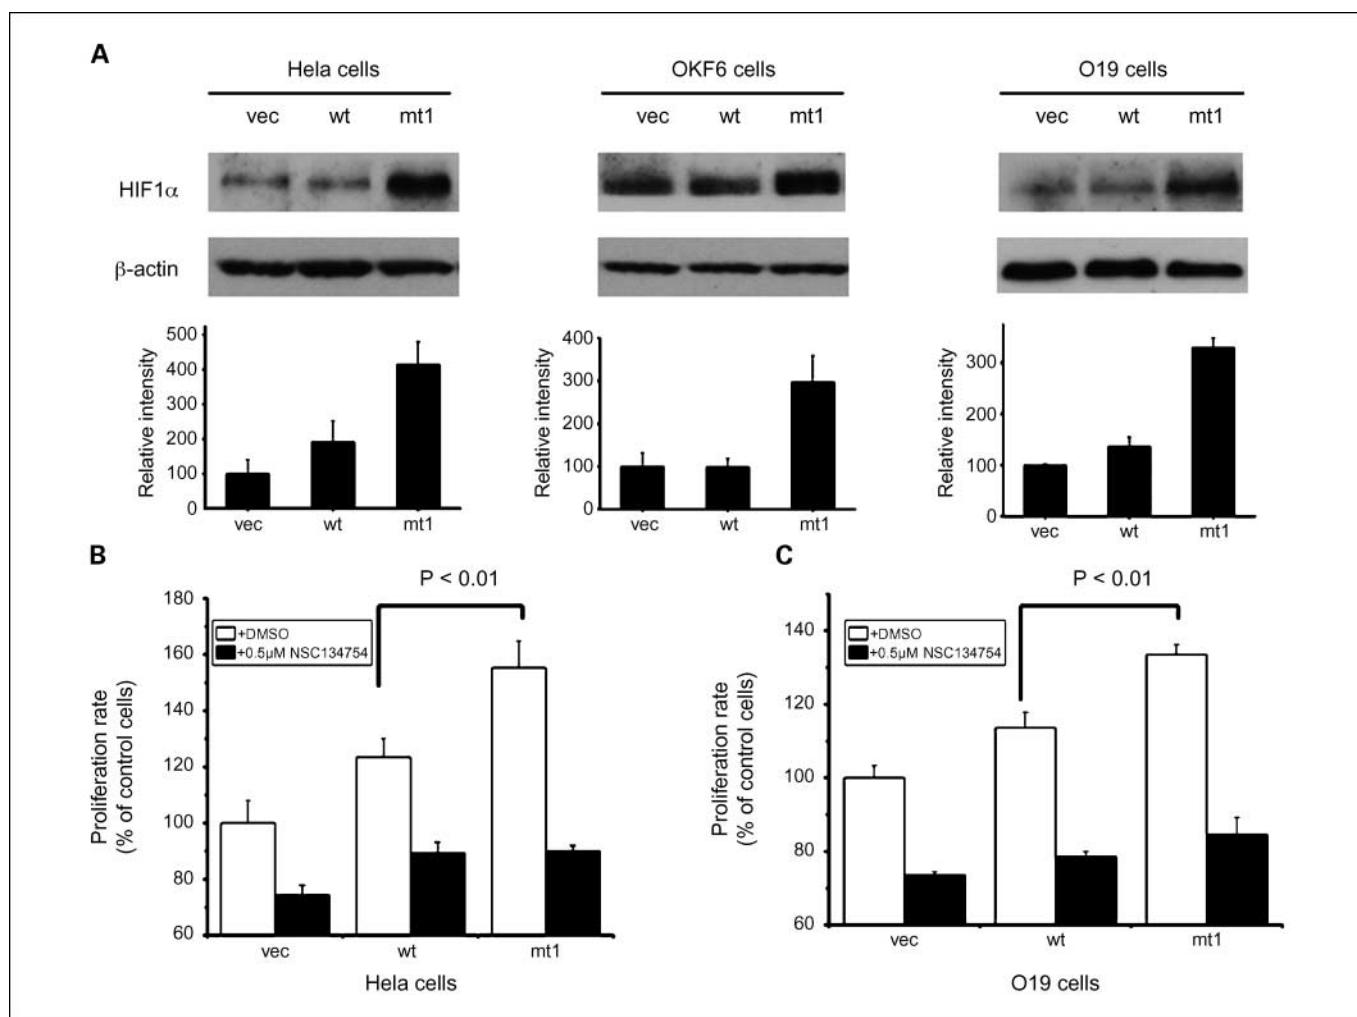 A
Hela cells
OKF6 cells
O19 cells
vec wt mt1
vec wt mt1
vec wt mt1
HIF1α
β-actin
Relative intensity
500
400
300
200
100
0
vec wt mt1
Relative intensity
400
300
200
100
0
vec wt mt1
Relative intensity
300
200
100
0
vec wt mt1
B
P < 0.01
+DMSO
+0.5µM NSC134754
Proliferation rate
(% of control cells)
180
160
140
120
100
80
60
vec wt mt1
Hela cells
C
P < 0.01
+DMSO
+0.5µM NSC134754
Proliferation rate
(% of control cells)
140
120
100
80
60
vec wt mt1
O19 cells